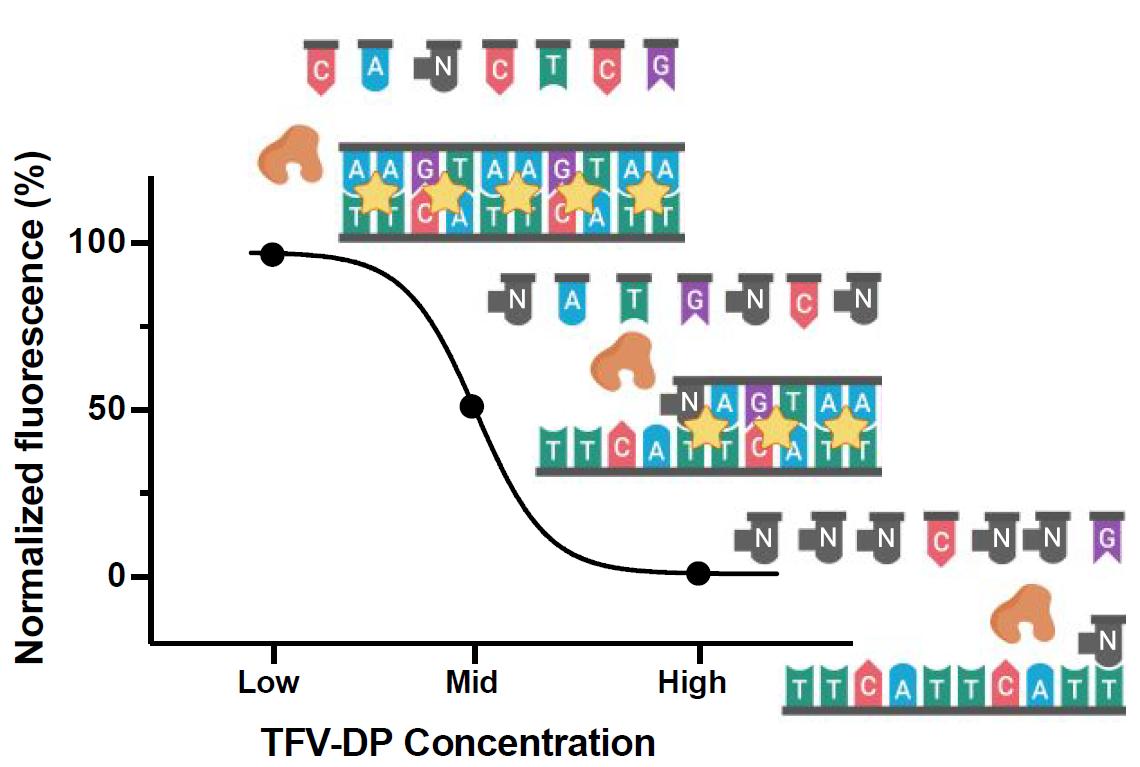 C A N C T C G
A A G T A A G T A A
T T C A T T C A T T
Normalized fluorescence (%)
100
50
0
N A T G N C N
N A G T A A
T T C A T T C A T T
N N N C N N G
N
T T C A T T C A T T
Low Mid High
TFV-DP Concentration